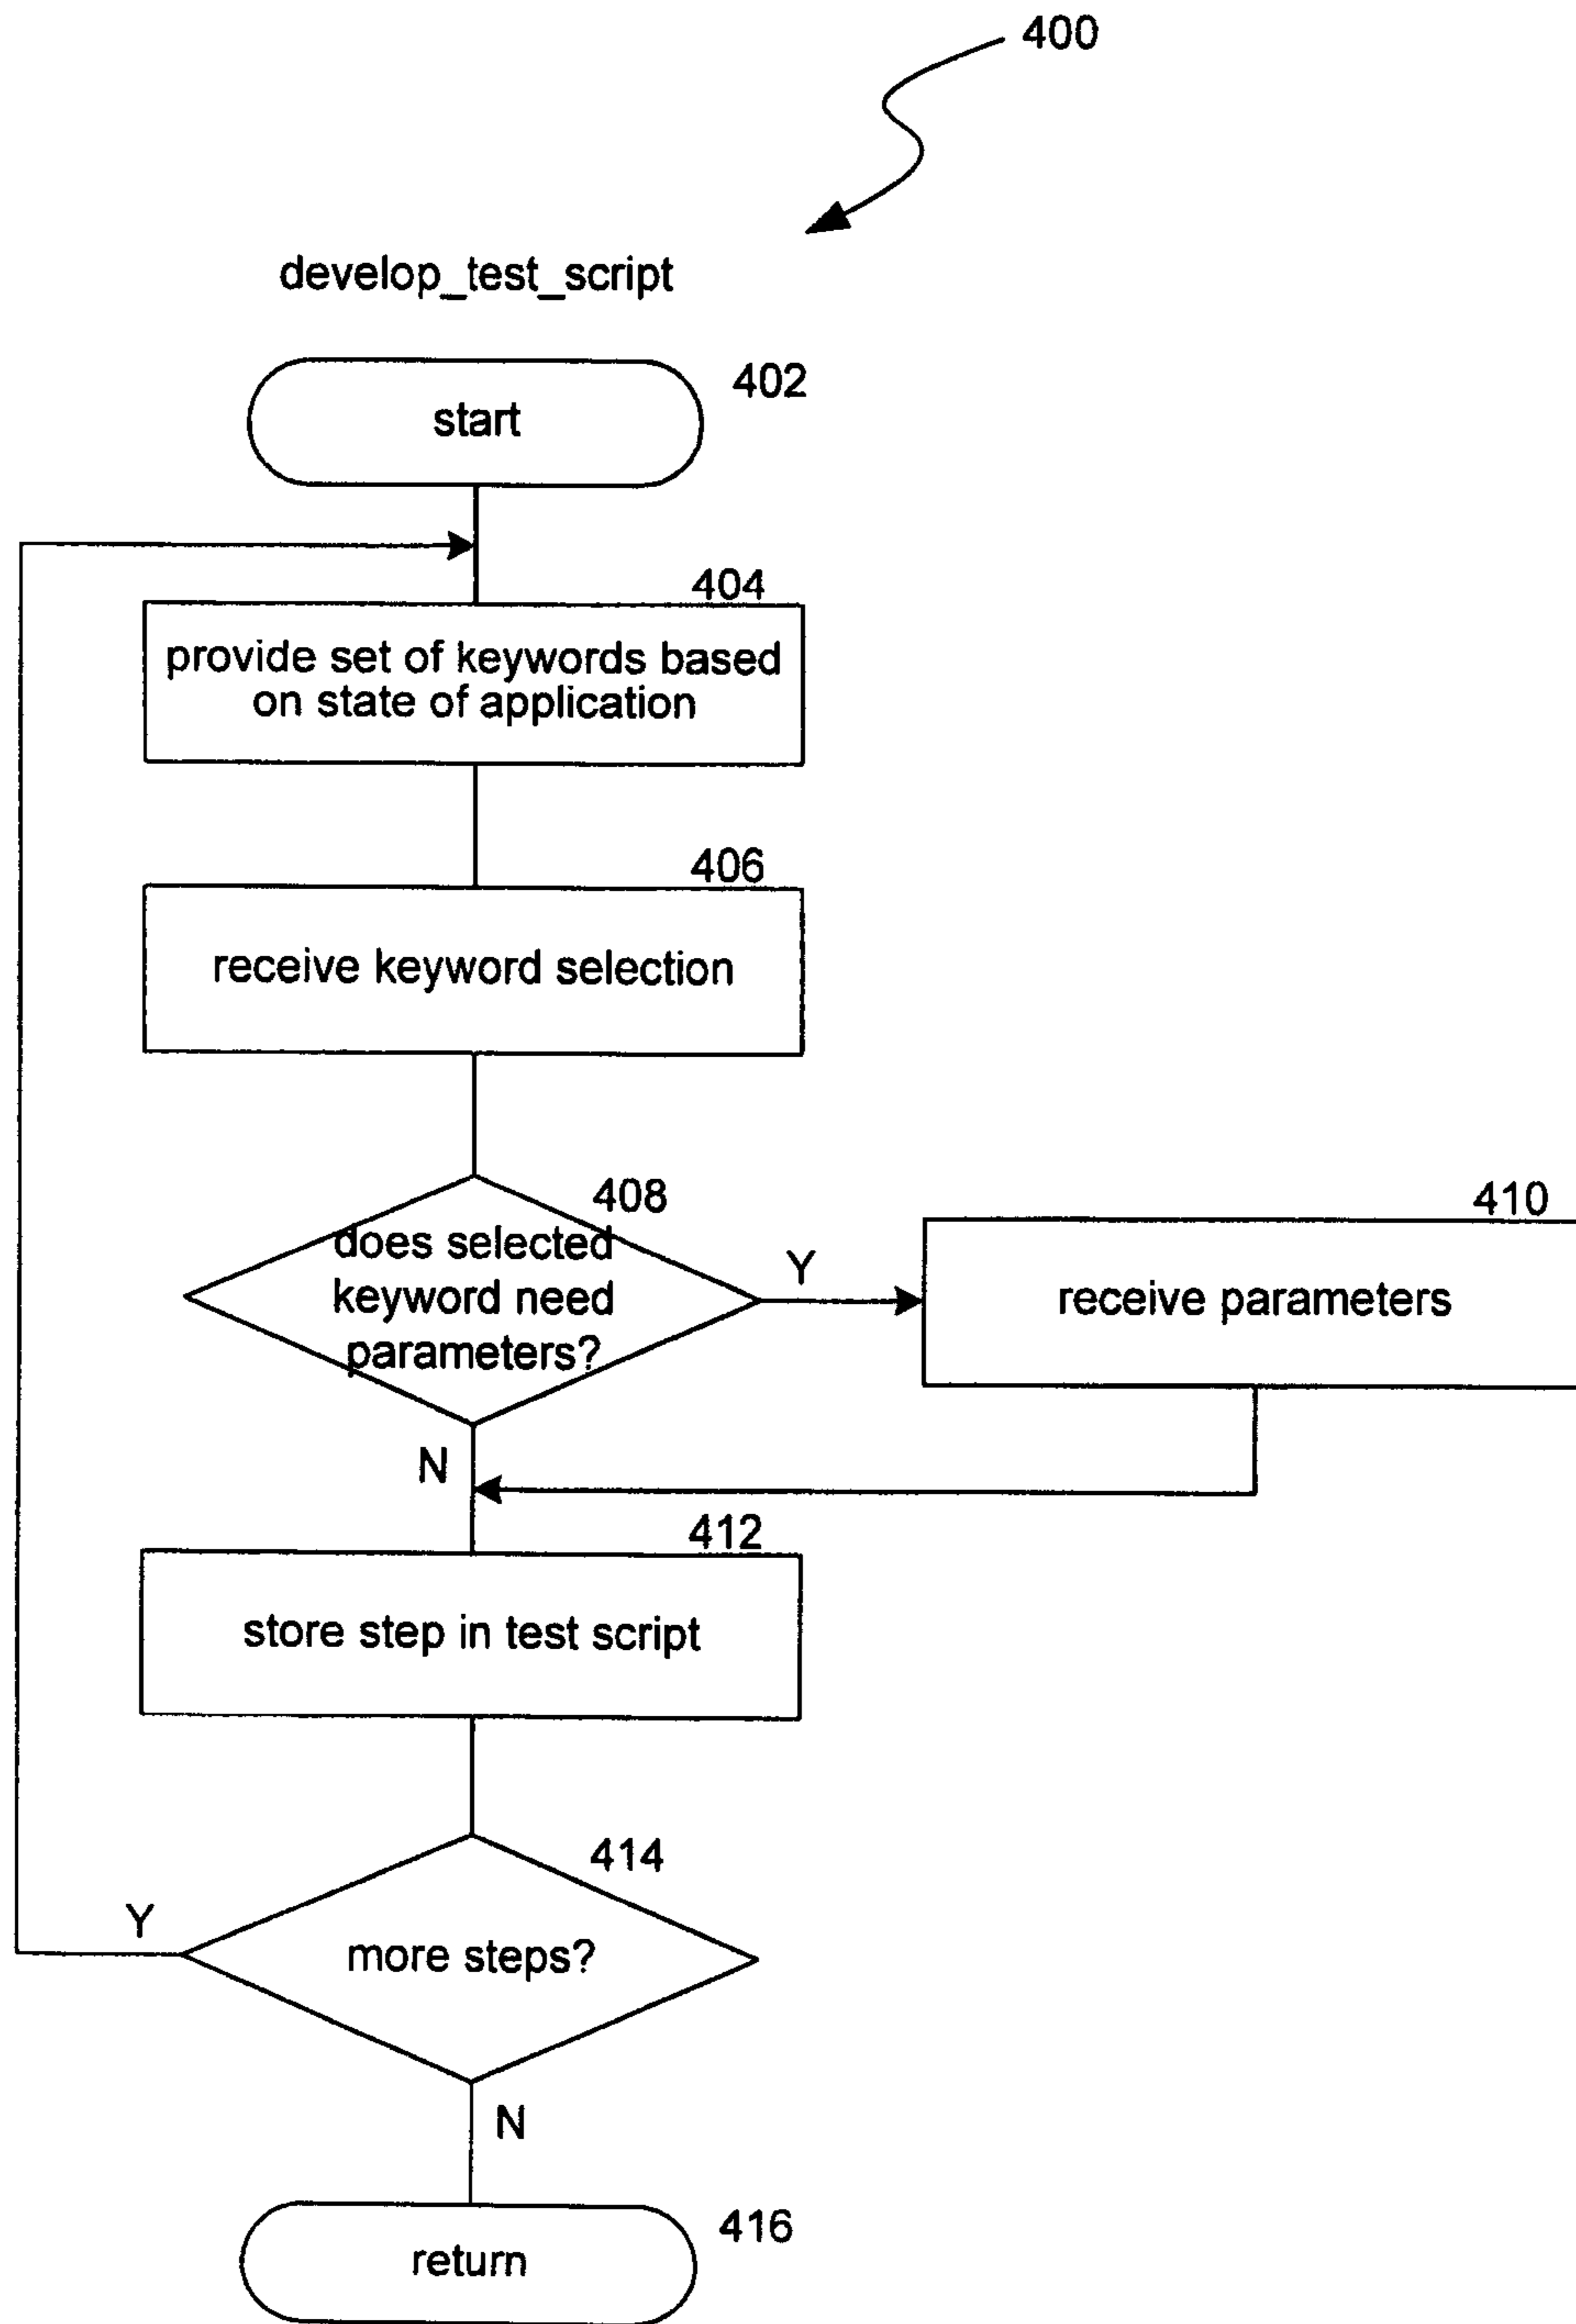 400
develop_test_script
402
start
404
provide set of keywords based
on state of application
406
receive keyword selection
408
does selected
keyword need
parameters?
Y
410
receive parameters
N
412
store step in test script
414
Y
more steps?
N
416
return